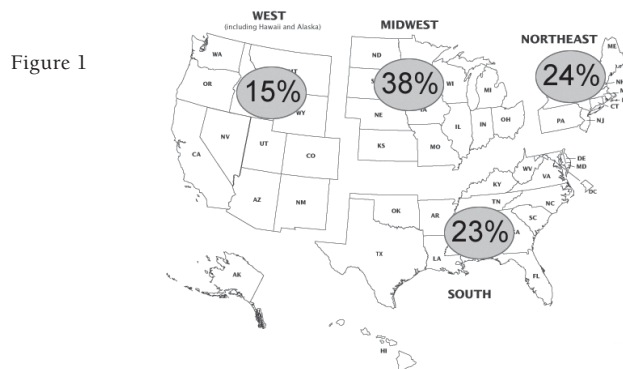 WEST
(including Hawaii and Alaska)
MIDWEST
NORTHEAST
Figure 1
15%
38%
24%
23%
SOUTH
WA
OR
CA
NV
UT
AZ
WY
CO
NM
AK
HI
ND
NE
KS
IA
MO
WI
IL
MI
IN
OH
ME
CT
NJ
PA
DE
MD
DC
WV
VA
KY
TN
NC
SC
OK
AR
TX
LA
FL